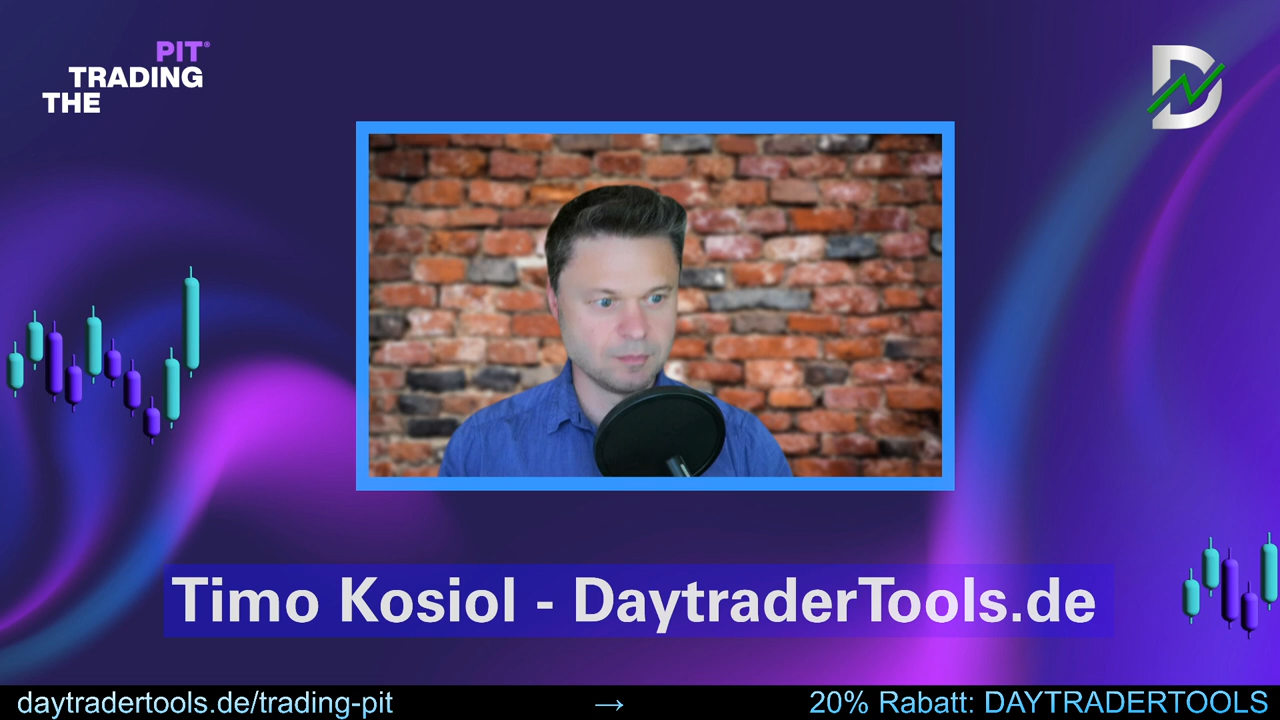 PIT®
TRADING
THE
D
Timo Kosiol - DaytraderTools.de
daytradertools.de/trading-pit → 20% Rabatt: DAYTRADERTOOLS